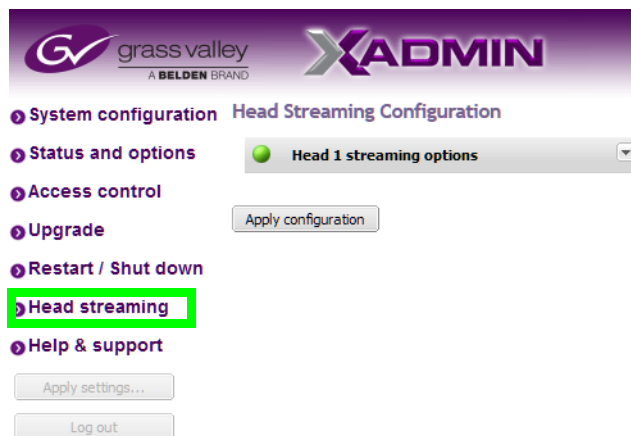 GV grass valley
A BELDEN BRAND
XADMIN
System configuration
Status and options
Access control
Upgrade
Restart / Shut down
Head streaming
Help & support
Apply settings...
Log out
Head Streaming Configuration
Head 1 streaming options
Apply configuration